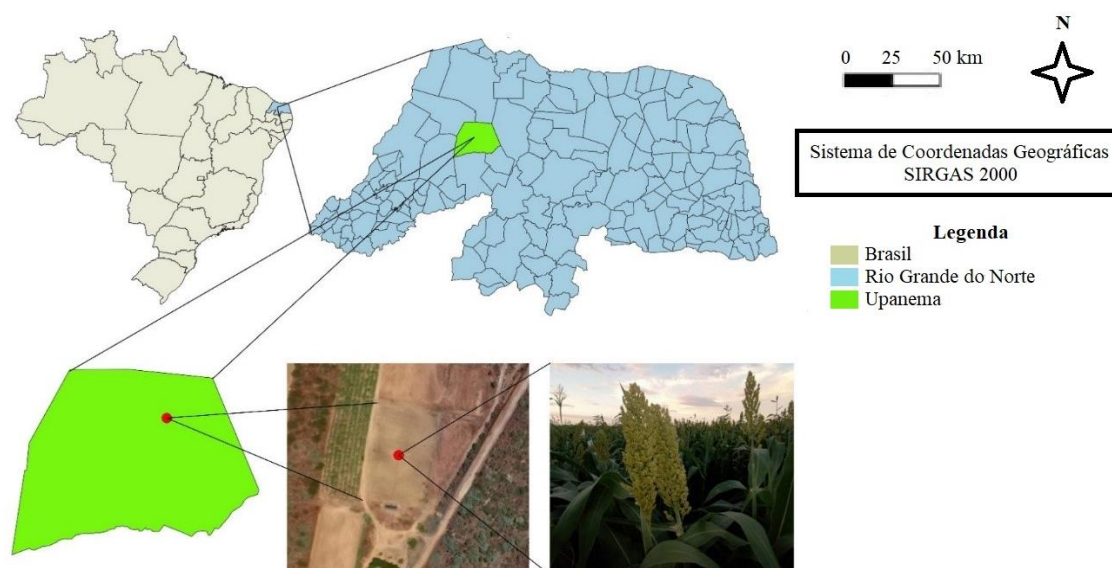 N
0 25 50 km
Sistema de Coordenadas Geográficas
SIRGAS 2000
Legenda
Brasil
Rio Grande do Norte
Upanema